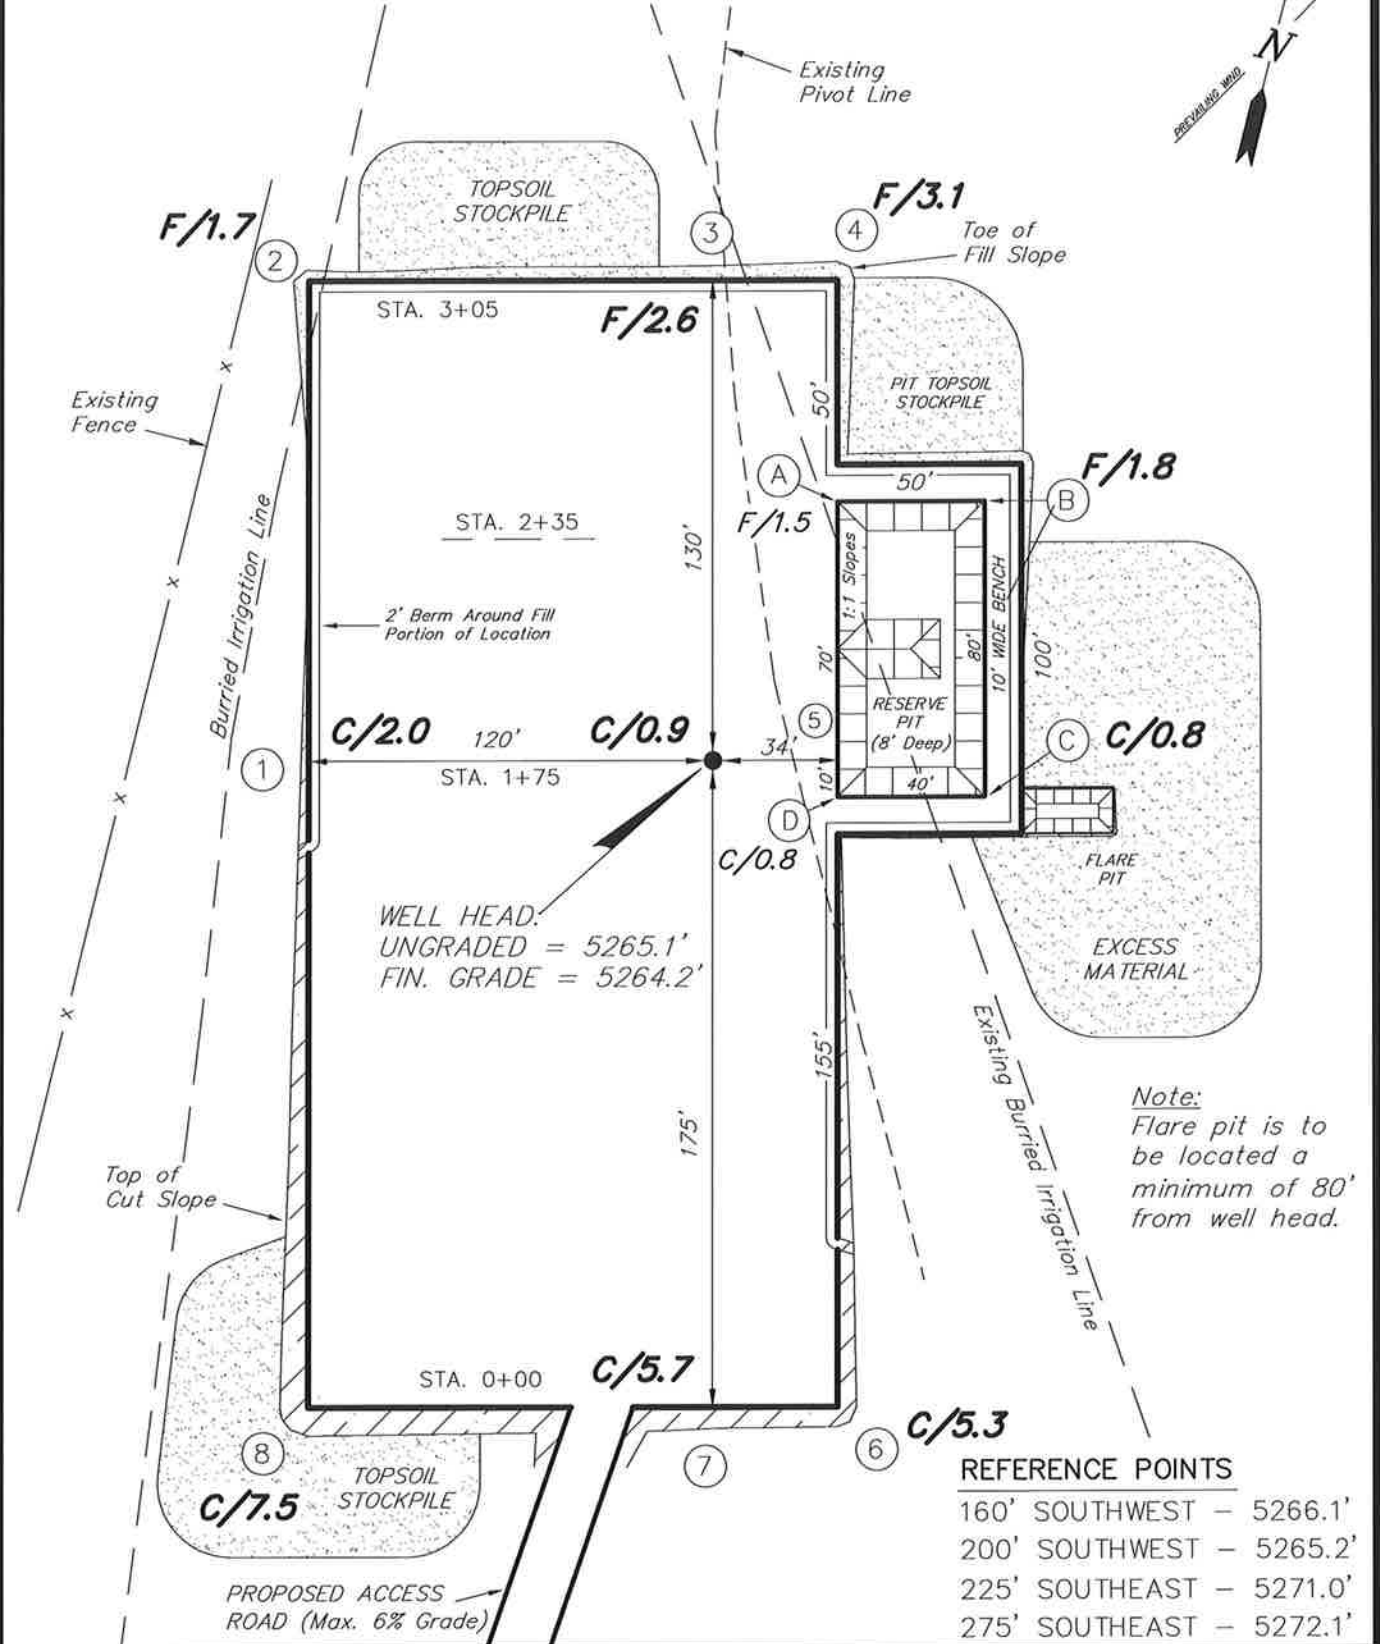 Existing
Pivot Line
N
PREVAILING WIND
TOPSOIL
STOCKPILE
F/1.7
2
3
4
F/3.1
Toe of
Fill Slope
STA. 3+05
F/2.6
50'
PIT TOPSOIL
STOCKPILE
Existing
Fence
Burried Irrigation Line
A
50'
B
F/1.8
STA. 2+35
F/1.5
130'
1:1 Slopes
10' WIDE BENCH
2' Berm Around Fill
Portion of Location
70'
80'
100'
RESERVE
PIT
(8' Deep)
5
C
C/0.8
C/2.0
120'
C/0.9
34'
1
STA. 1+75
10'
40'
D
C/0.8
FLARE
PIT
WELL HEAD:
UNGRADED = 5265.1'
FIN. GRADE = 5264.2'
EXCESS
MATERIAL
155'
175'
Existing Burried Irrigation Line
Note:
Flare pit is to
be located a
minimum of 80'
from well head.
Top of
Cut Slope
STA. 0+00
C/5.7
8
C/7.5
TOPSOIL
STOCKPILE
7
6
C/5.3
PROPOSED ACCESS
ROAD (Max. 6% Grade)
REFERENCE POINTS
160' SOUTHWEST – 5266.1'
200' SOUTHWEST – 5265.2'
225' SOUTHEAST – 5271.0'
275' SOUTHEAST – 5272.1'